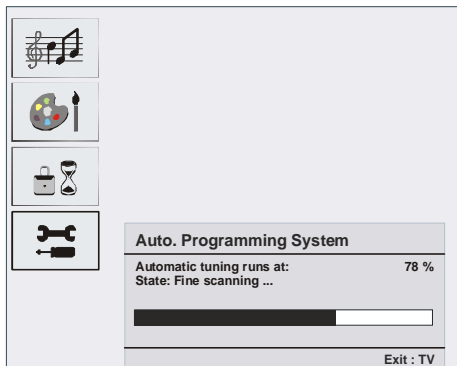 Auto. Programming System
Automatic tuning runs at: 78 %
State: Fine scanning ...
Exit : TV